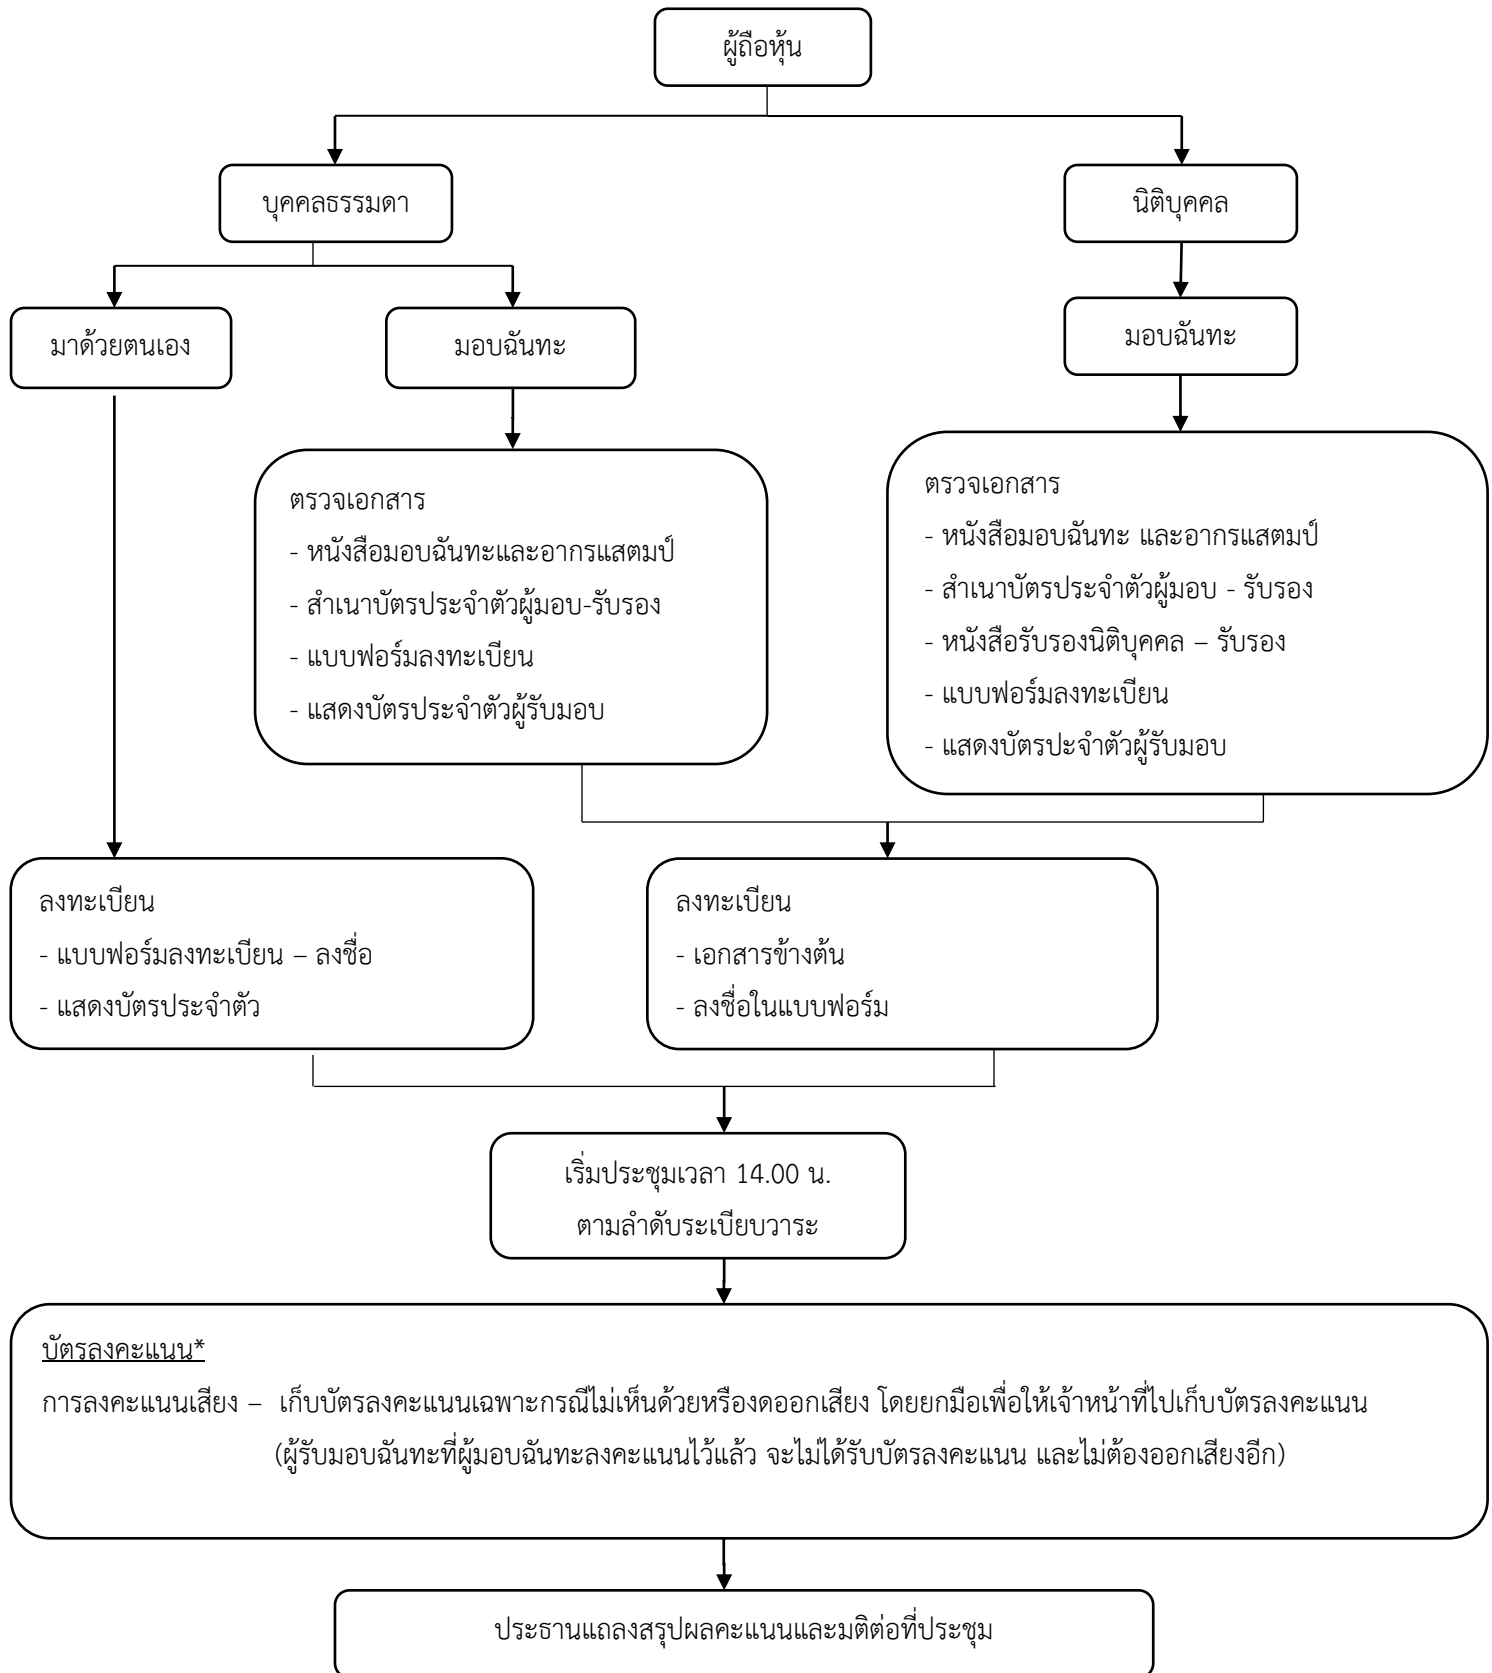 ผู้ถือหุ้น
บุคคลธรรมดา
นิติบุคคล
มาด้วยตนเอง
มอบฉันทะ
มอบฉันทะ
ตรวจเอกสาร
- หนังสือมอบฉันทะและอากรแสตมป์
- สำเนาบัตรประจำตัวผู้มอบ-รับรอง
- แบบฟอร์มลงทะเบียน
- แสดงบัตรประจำตัวผู้รับมอบ
ตรวจเอกสาร
- หนังสือมอบฉันทะ และอากรแสตมป์
- สำเนาบัตรประจำตัวผู้มอบ - รับรอง
- หนังสือรับรองนิติบุคคล – รับรอง
- แบบฟอร์มลงทะเบียน
- แสดงบัตรปะจำตัวผู้รับมอบ
ลงทะเบียน
- แบบฟอร์มลงทะเบียน – ลงชื่อ
- แสดงบัตรประจำตัว
ลงทะเบียน
- เอกสารข้างต้น
- ลงชื่อในแบบฟอร์ม
เริ่มประชุมเวลา 14.00 น.
ตามลำดับระเบียบวาระ
บัตรลงคะแนน*
การลงคะแนนเสียง – เก็บบัตรลงคะแนนเฉพาะกรณีไม่เห็นด้วยหรืองดออกเสียง โดยยกมือเพื่อให้เจ้าหน้าที่ไปเก็บบัตรลงคะแนน
(ผู้รับมอบฉันทะที่ผู้มอบฉันทะลงคะแนนไว้แล้ว จะไม่ได้รับบัตรลงคะแนน และไม่ต้องออกเสียงอีก)
ประธานแถลงสรุปผลคะแนนและมติต่อที่ประชุม